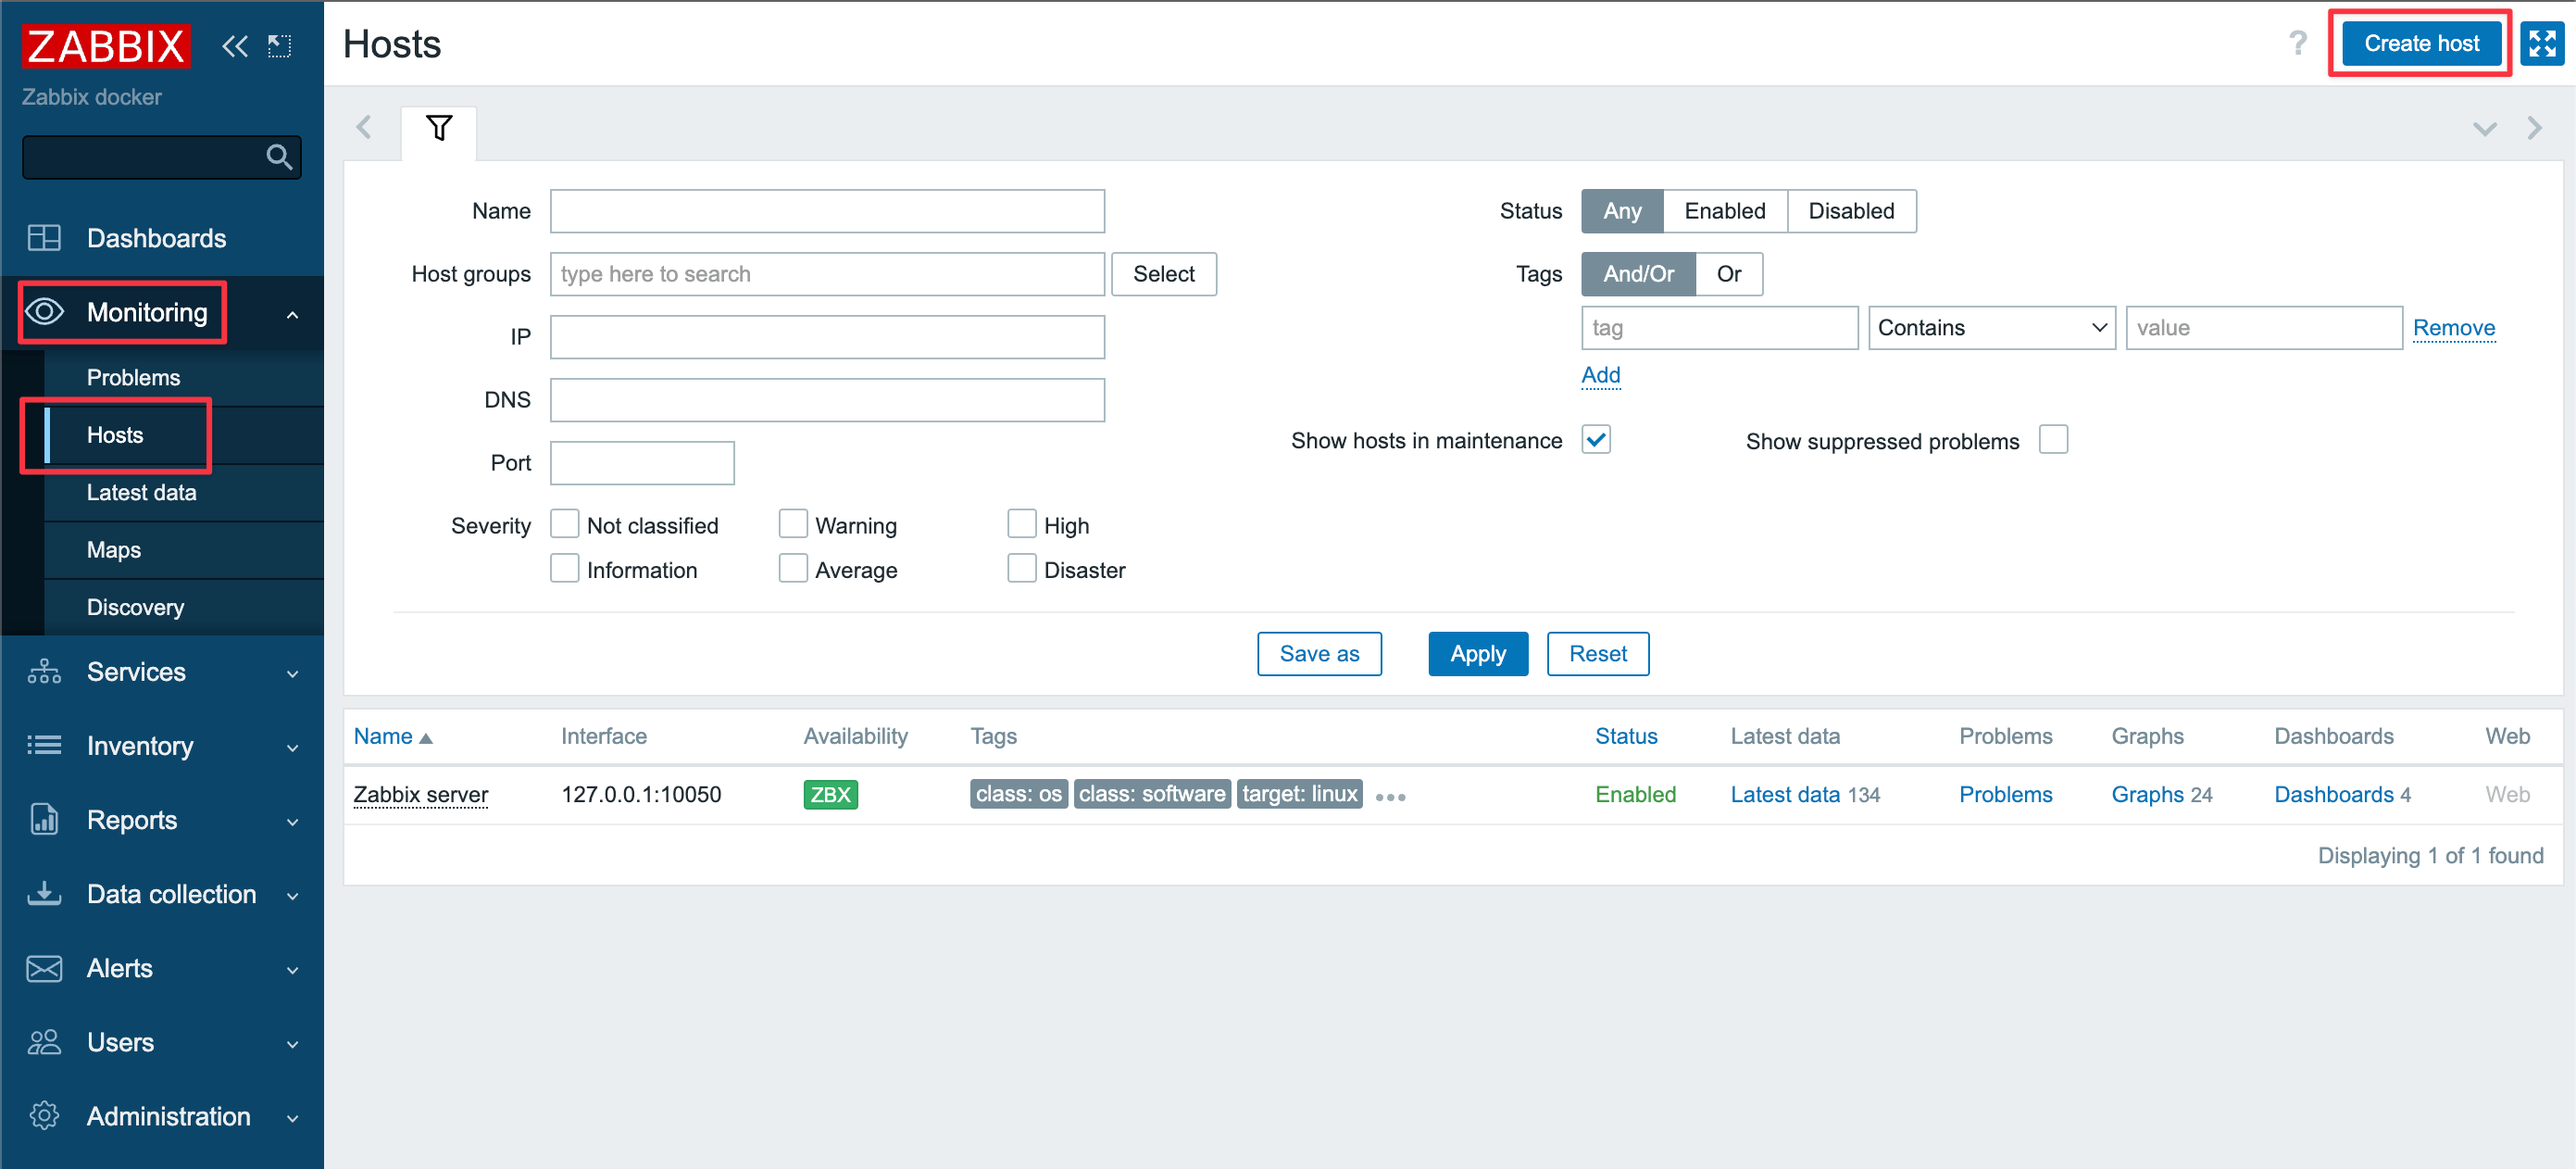 ZABBIX
Zabbix docker
Dashboards
Monitoring
Problems
Hosts
Latest data
Maps
Discovery
Services
Inventory
Reports
Data collection
Alerts
Users
Administration
Hosts
? Create host
Name
Host groups type here to search Select
IP
DNS
Port
Severity Not classified Warning High
Information Average Disaster
Status Any Enabled Disabled
Tags And/Or Or
tag Contains value Remove
Add
Show hosts in maintenance Show suppressed problems
Save as Apply Reset
Name Interface Availability Tags Status Latest data Problems Graphs Dashboards Web
Zabbix server 127.0.0.1:10050 ZBX class: os class: software target: linux ••• Enabled Latest data 134 Problems Graphs 24 Dashboards 4 Web
Displaying 1 of 1 found